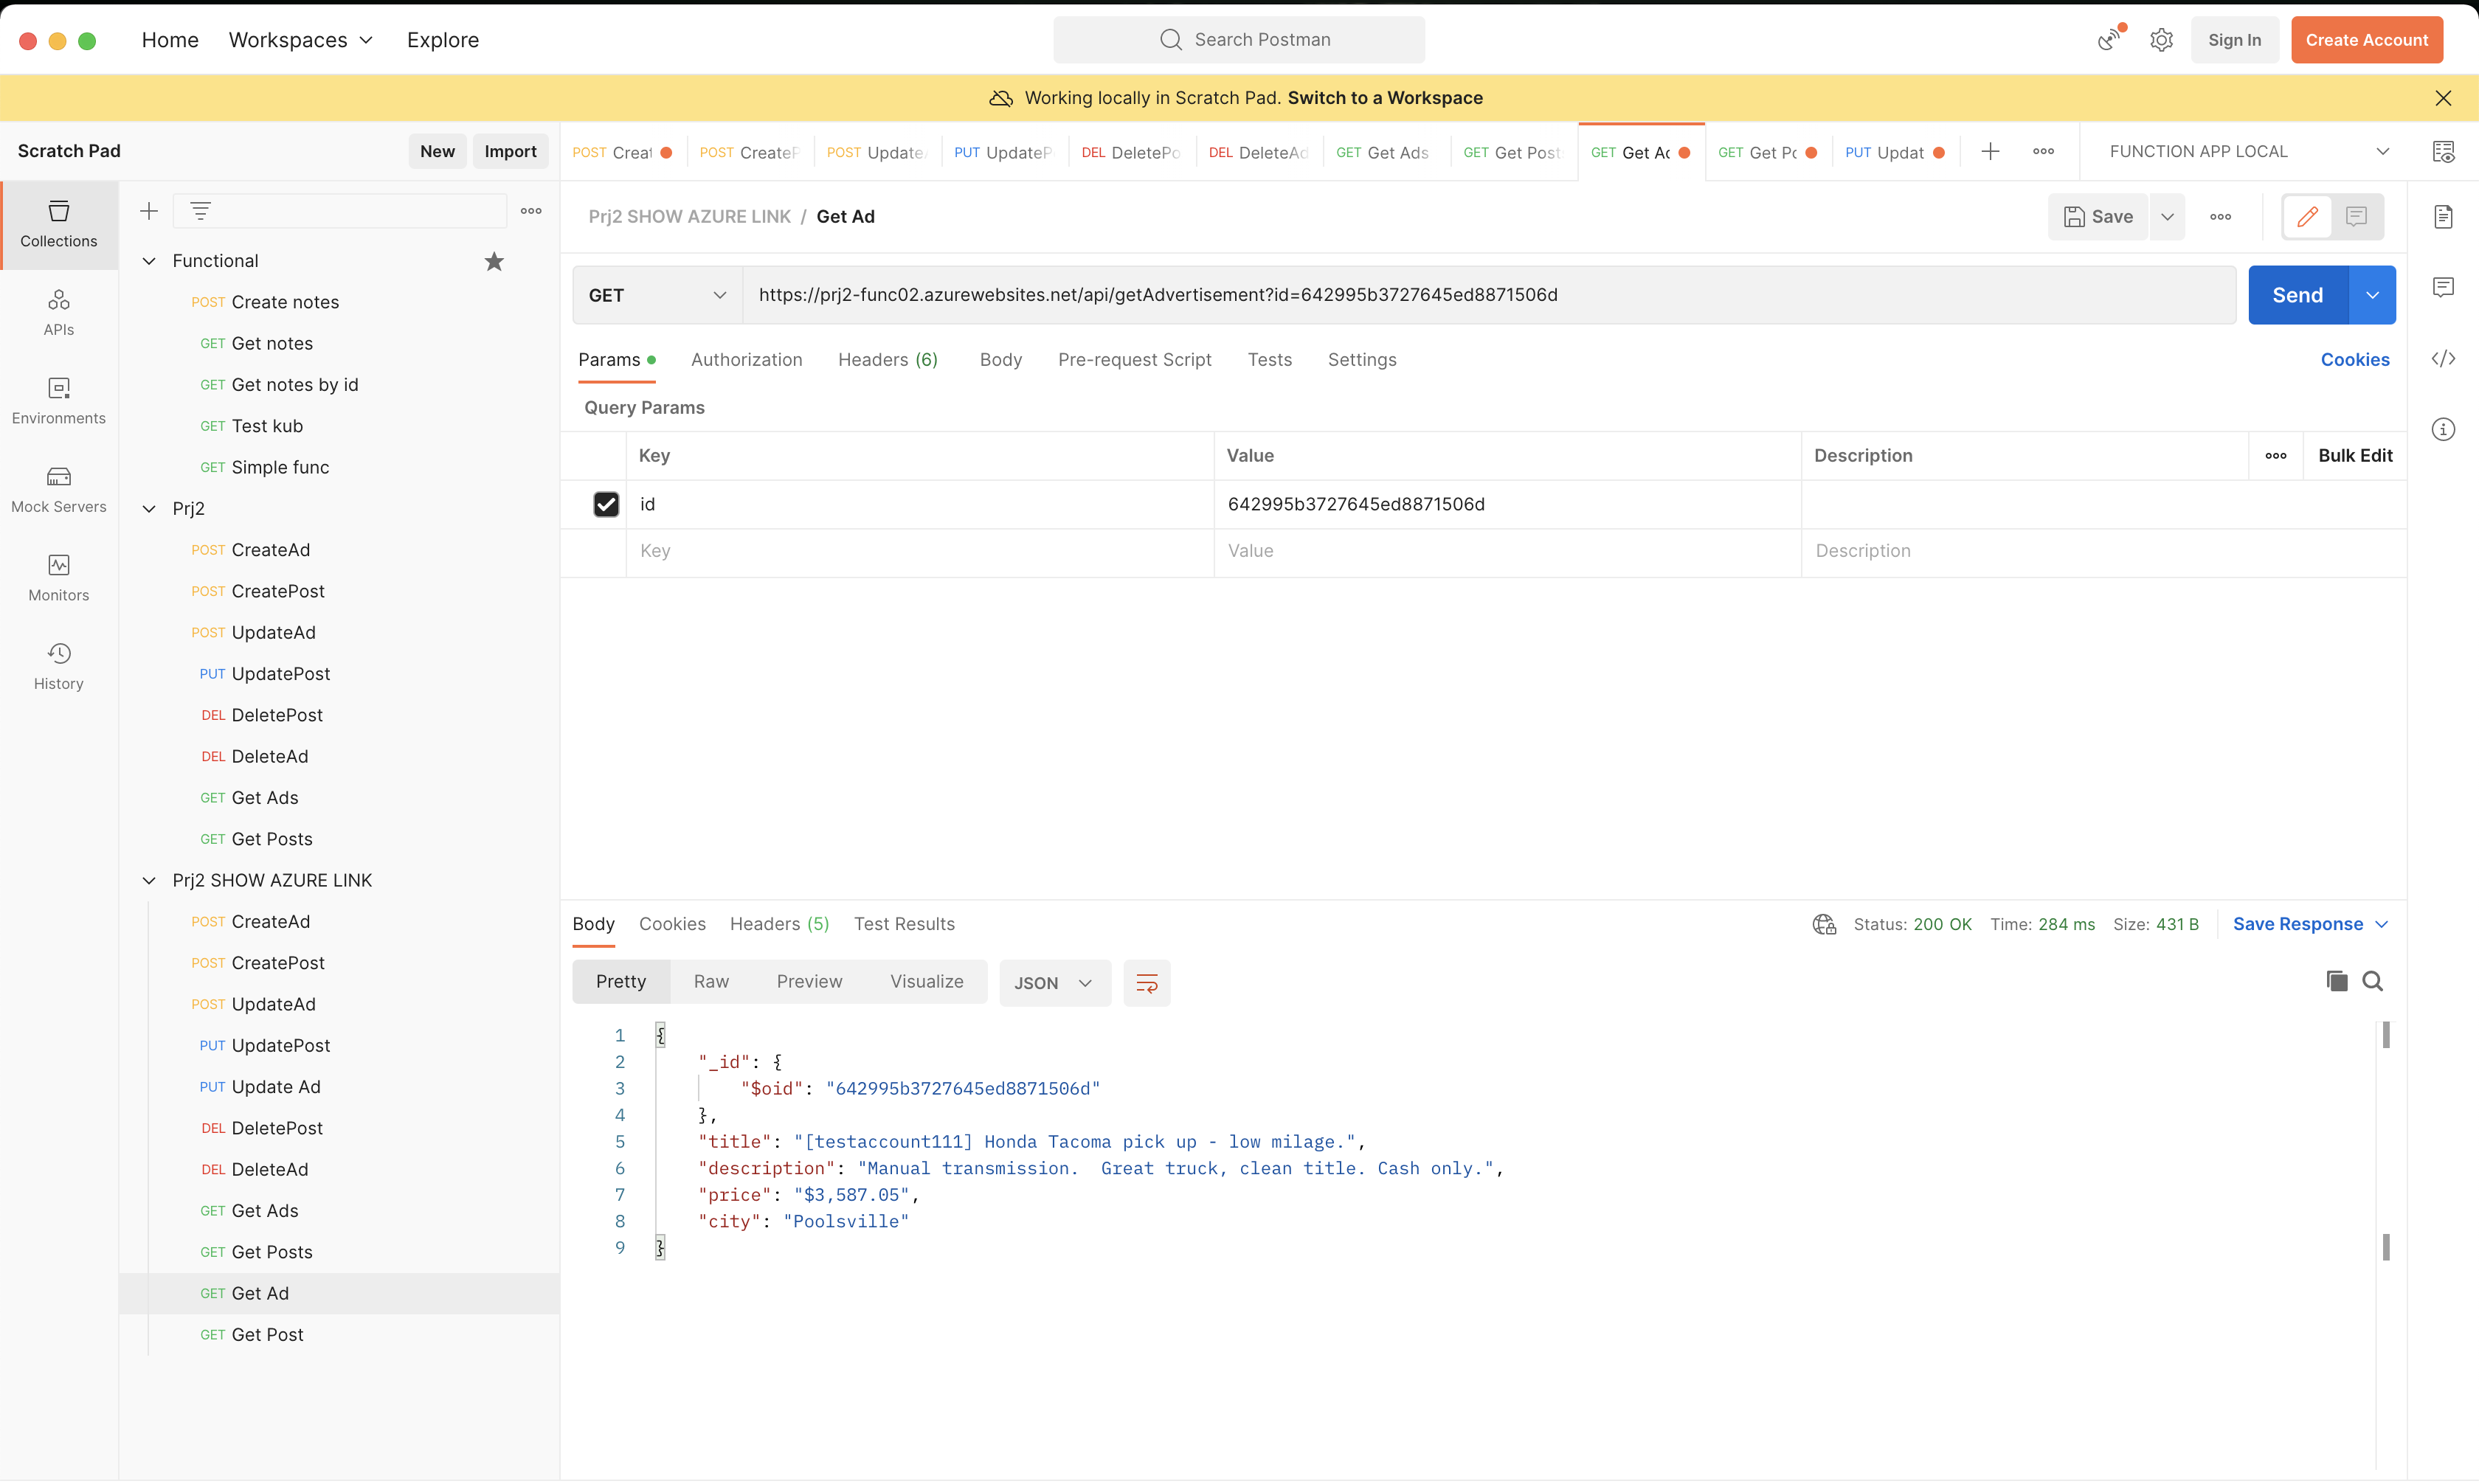 Home Workspaces Explore
Search Postman
Sign In Create Account
Working locally in Scratch Pad. Switch to a Workspace
Scratch Pad New Import
POST Creat POST CreateP POST Update PUT UpdateP DEL DeletePo DEL DeleteAd GET Get Ads GET Get Post GET Get Ad GET Get Po PUT Updat
FUNCTION APP LOCAL
Collections
APIs
Environments
Mock Servers
Monitors
History
Functional
POST Create notes
GET Get notes
GET Get notes by id
GET Test kub
GET Simple func
Prj2
POST CreateAd
POST CreatePost
POST UpdateAd
PUT UpdatePost
DEL DeletePost
DEL DeleteAd
GET Get Ads
GET Get Posts
Prj2 SHOW AZURE LINK
POST CreateAd
POST CreatePost
POST UpdateAd
PUT UpdatePost
PUT Update Ad
DEL DeletePost
DEL DeleteAd
GET Get Ads
GET Get Posts
GET Get Ad
GET Get Post
Prj2 SHOW AZURE LINK / Get Ad
Save
GET https://prj2-func02.azurewebsites.net/api/getAdvertisement?id=642995b3727645ed8871506d
Send
Params Authorization Headers (6) Body Pre-request Script Tests Settings
Cookies
Query Params
Key Value Description Bulk Edit
id 642995b3727645ed8871506d
Key Value Description
Body Cookies Headers (5) Test Results
Status: 200 OK Time: 284 ms Size: 431 B Save Response
Pretty Raw Preview Visualize JSON
1 {
2 "_id": {
3 "$oid": "642995b3727645ed8871506d"
4 },
5 "title": "[testaccount111] Honda Tacoma pick up - low milage.",
6 "description": "Manual transmission.  Great truck, clean title. Cash only.",
7 "price": "$3,587.05",
8 "city": "Poolsville"
9 }